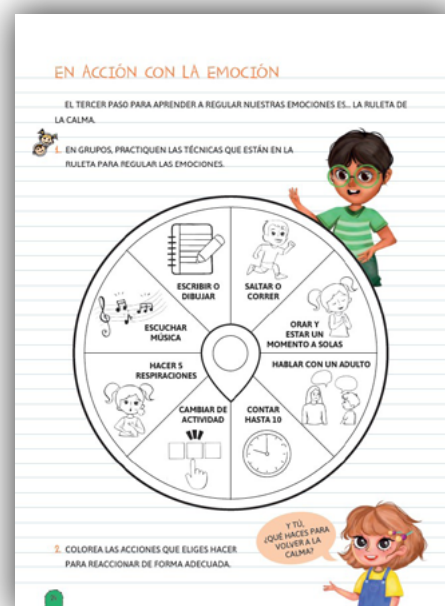 EN ACCIÓN CON LA EMOCIÓN
EL TERCER PASO PARA APRENDER A REGULAR NUESTRAS EMOCIONES ES... LA RULETA DE
LA CALMA.
1. EN GRUPOS, PRACTIQUEN LAS TÉCNICAS QUE ESTÁN EN LA
RULETA PARA REGULAR LAS EMOCIONES.
ESCRIBIR O
DIBUJAR
SALTAR O
CORRER
ESCUCHAR
MÚSICA
ORAR Y
ESTAR UN
MOMENTO A SOLAS
HACER 5
RESPIRACIONES
HABLAR CON UN ADULTO
CAMBIAR DE
ACTIVIDAD
CONTAR
HASTA 10
Y TÚ,
¿QUÉ HACES PARA
VOLVER A LA
CALMA?
2. COLOREA LAS ACCIONES QUE ELIGES HACER
PARA REACCIONAR DE FORMA ADECUADA.